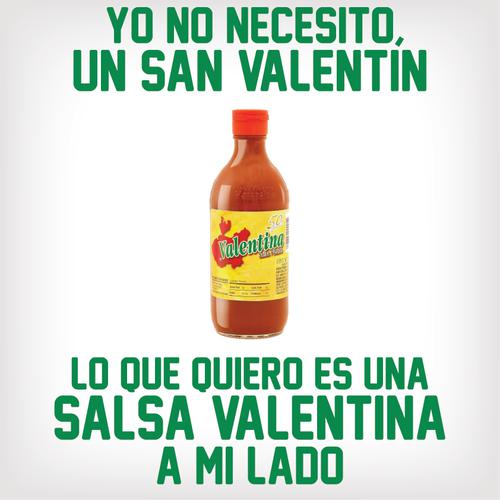 YO NO NECESITO,
UN SAN VALENTÍN
Valentina
LO QUE QUIERO ES UNA
SALSA VALENTINA
A MI LADO